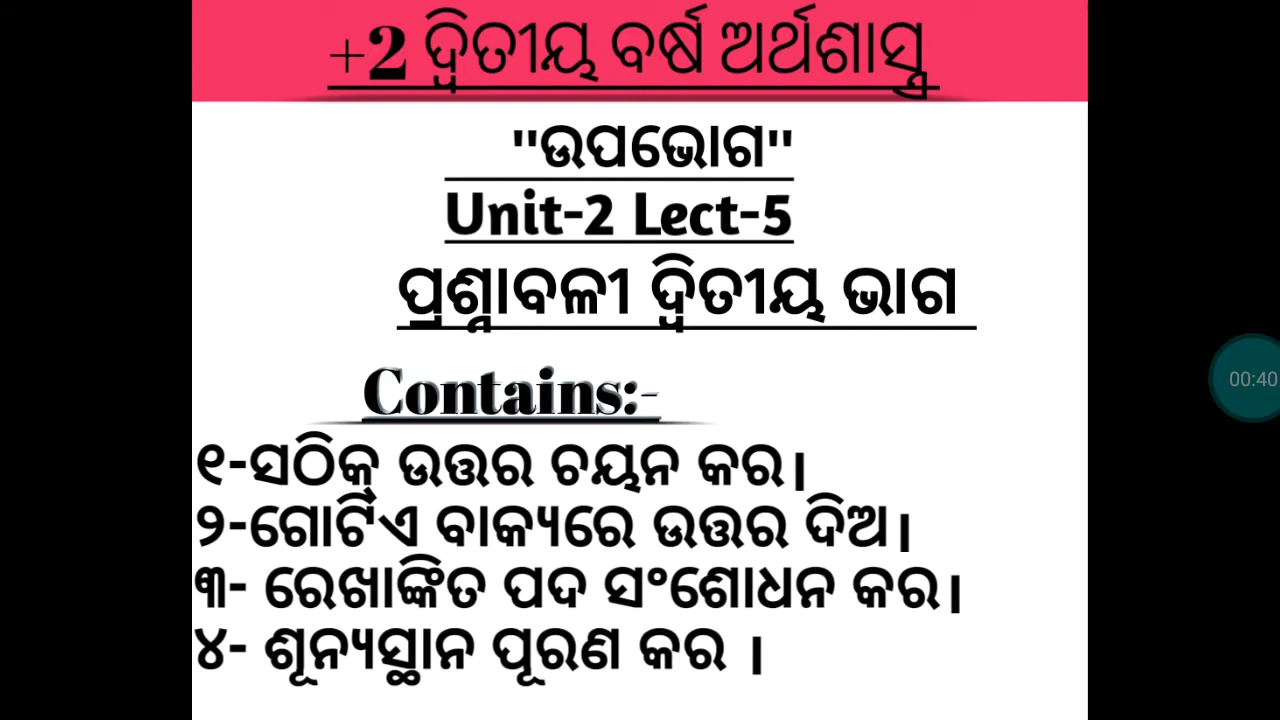 +2 ଦ୍ୱିତୀୟ ବର୍ଷ ଅର୍ଥଶାସ୍ତ୍ର
"ଉପଭୋଗ"
Unit-2 Lect-5
ପ୍ରଶ୍ନାବଳୀ ଦ୍ୱିତୀୟ ଭାଗ
Contains:-
୧-ସଠିକ୍ ଉତ୍ତର ଚୟନ କର।
୨-ଗୋଟିଏ ବାକ୍ୟରେ ଉତ୍ତର ଦିଅ।
୩- ରେଖାଙ୍କିତ ପଦ ସଂଶୋଧନ କର।
୪- ଶୂନ୍ୟସ୍ଥାନ ପୂରଣ କର ।
00:40